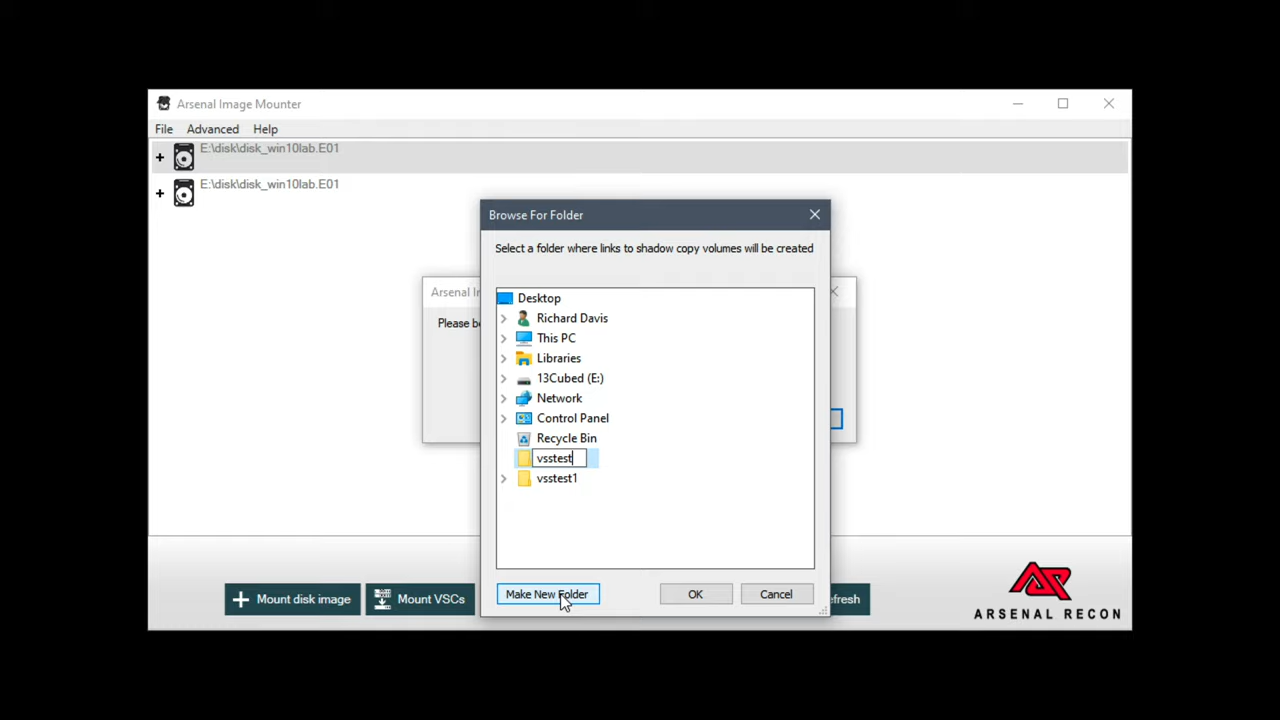 Arsenal Image Mounter
File Advanced Help
E:\disk\disk_win10lab.E01
E:\disk\disk_win10lab.E01
Browse For Folder
Select a folder where links to shadow copy volumes will be created
Arsenal
Please
Desktop
Richard Davis
This PC
Libraries
13Cubed (E:)
Network
Control Panel
Recycle Bin
vsstest
vsstest1
Make New Folder OK Cancel
Mount disk image Mount VSCs efresh
ARSENAL RECON